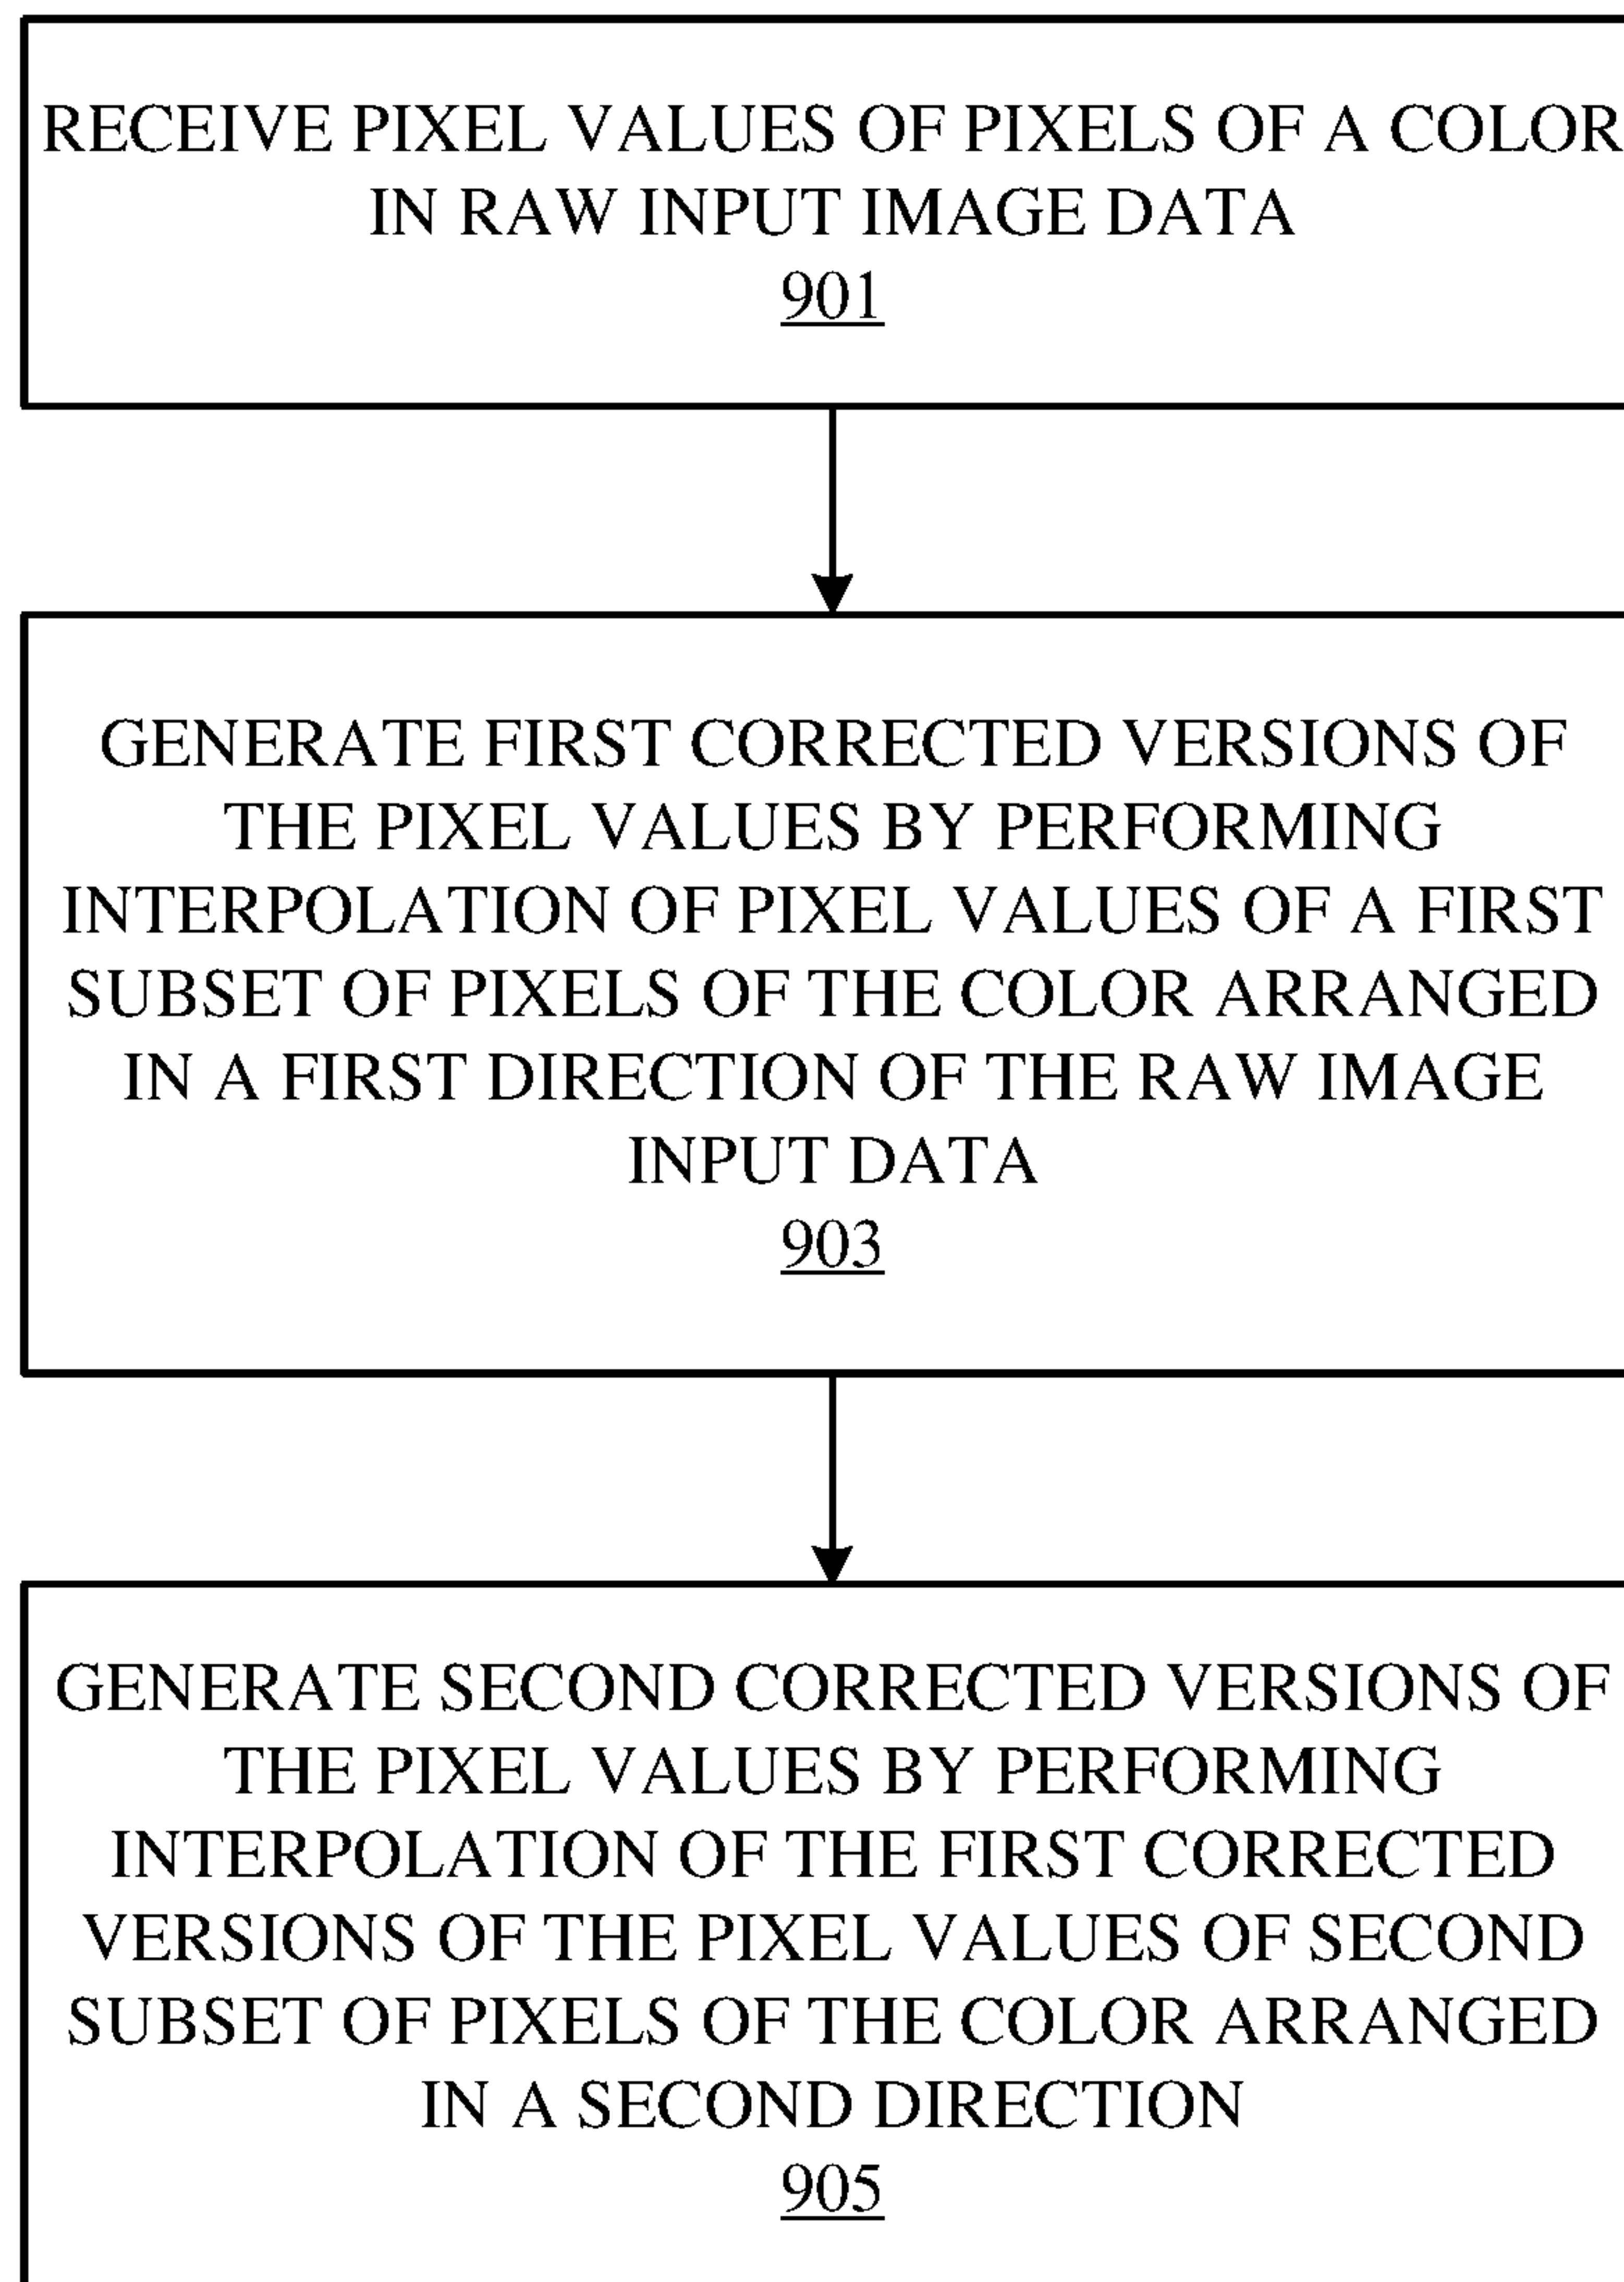 RECEIVE PIXEL VALUES OF PIXELS OF A COLOR
IN RAW INPUT IMAGE DATA
901
GENERATE FIRST CORRECTED VERSIONS OF
THE PIXEL VALUES BY PERFORMING
INTERPOLATION OF PIXEL VALUES OF A FIRST
SUBSET OF PIXELS OF THE COLOR ARRANGED
IN A FIRST DIRECTION OF THE RAW IMAGE
INPUT DATA
903
GENERATE SECOND CORRECTED VERSIONS OF
THE PIXEL VALUES BY PERFORMING
INTERPOLATION OF THE FIRST CORRECTED
VERSIONS OF THE PIXEL VALUES OF SECOND
SUBSET OF PIXELS OF THE COLOR ARRANGED
IN A SECOND DIRECTION
905